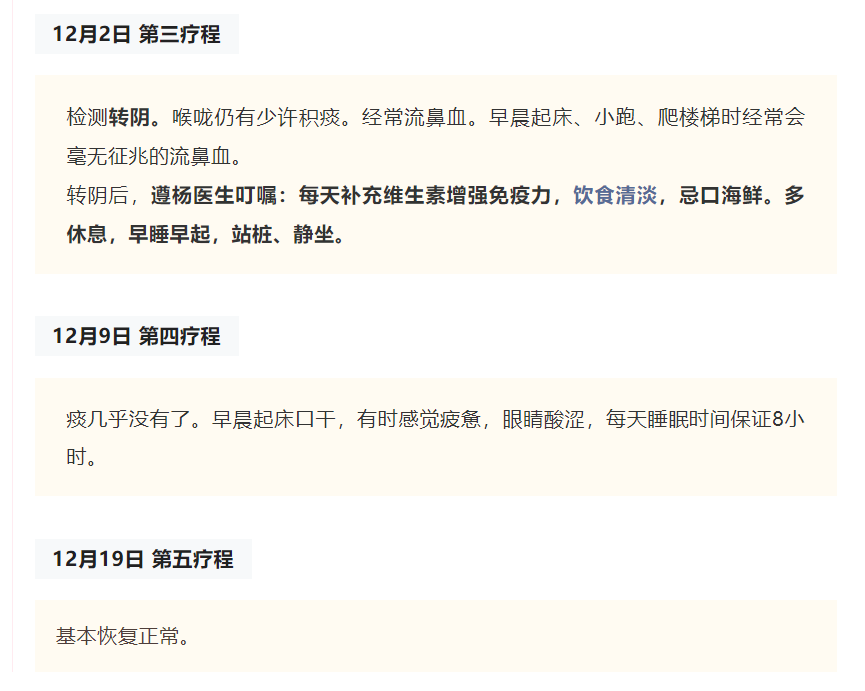 12月2日 第三疗程
检测转阴。喉咙仍有少许积痰。经常流鼻血。早晨起床、小跑、爬楼梯时经常会
毫无征兆的流鼻血。
转阴后，遵杨医生叮嘱：每天补充维生素增强免疫力，饮食清淡，忌口海鲜。多
休息，早睡早起，站桩、静坐。
12月9日 第四疗程
痰几乎没有了。早晨起床口干，有时感觉疲惫，眼睛酸涩，每天睡眠时间保证8小
时。
12月19日 第五疗程
基本恢复正常。